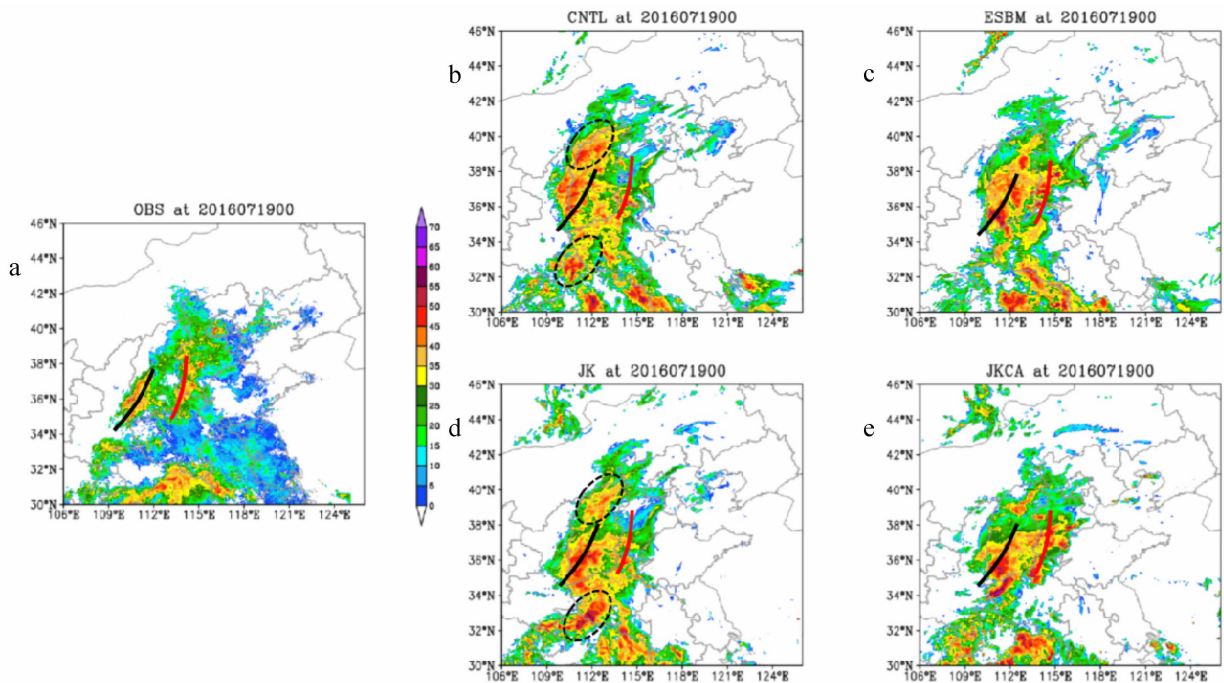 a
OBS at 2016071900
46°N
44°N
42°N
40°N
38°N
36°N
34°N
32°N
30°N
106°E 109°E 112°E 115°E 118°E 121°E 124°E
70
65
60
55
50
45
40
35
30
25
20
15
10
5
0
b
CNTL at 2016071900
46°N
44°N
42°N
40°N
38°N
36°N
34°N
32°N
30°N
106°E 109°E 112°E 115°E 118°E 121°E 124°E
c
ESBM at 2016071900
46°N
44°N
42°N
40°N
38°N
36°N
34°N
32°N
30°N
106°E 109°E 112°E 115°E 118°E 121°E 124°E
d
JK at 2016071900
46°N
44°N
42°N
40°N
38°N
36°N
34°N
32°N
30°N
106°E 109°E 112°E 115°E 118°E 121°E 124°E
e
JKCA at 2016071900
46°N
44°N
42°N
40°N
38°N
36°N
34°N
32°N
30°N
106°E 109°E 112°E 115°E 118°E 121°E 124°E